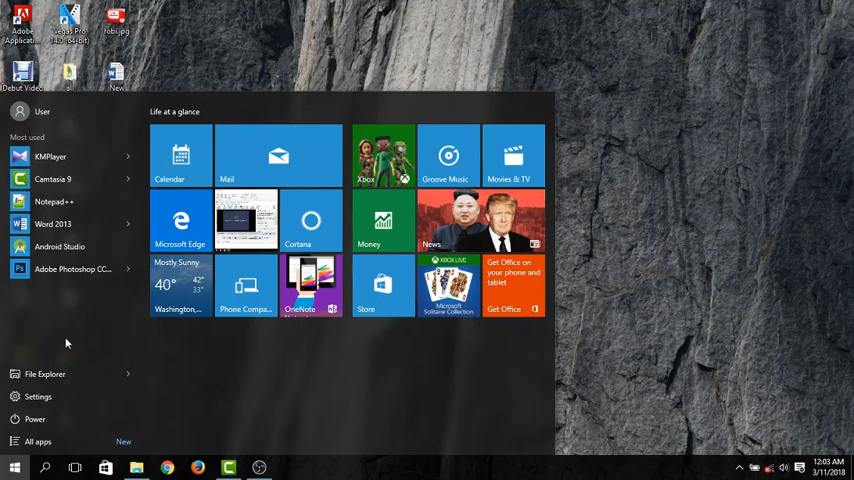 Adobe
Applicati...
Vegas Pro
14.0 (64-bit)
robi.jpg
Debut Video
all
New
User
Most used
KMPlayer
Camtasia 9
Notepad++
Word 2013
Android Studio
Adobe Photoshop CC...
File Explorer
Settings
Power
All apps
New
Life at a glance
Calendar
Mail
Xbox
Groove Music
Movies & TV
Microsoft Edge
Cortana
Money
News
Mostly Sunny
40°
42°
33°
Washington,...
Phone Compa...
OneNote
Store
XBOX LIVE
Microsoft
Solitaire Collection
Get Office on
your phone and
tablet
Get Office
12:03 AM
3/11/2018